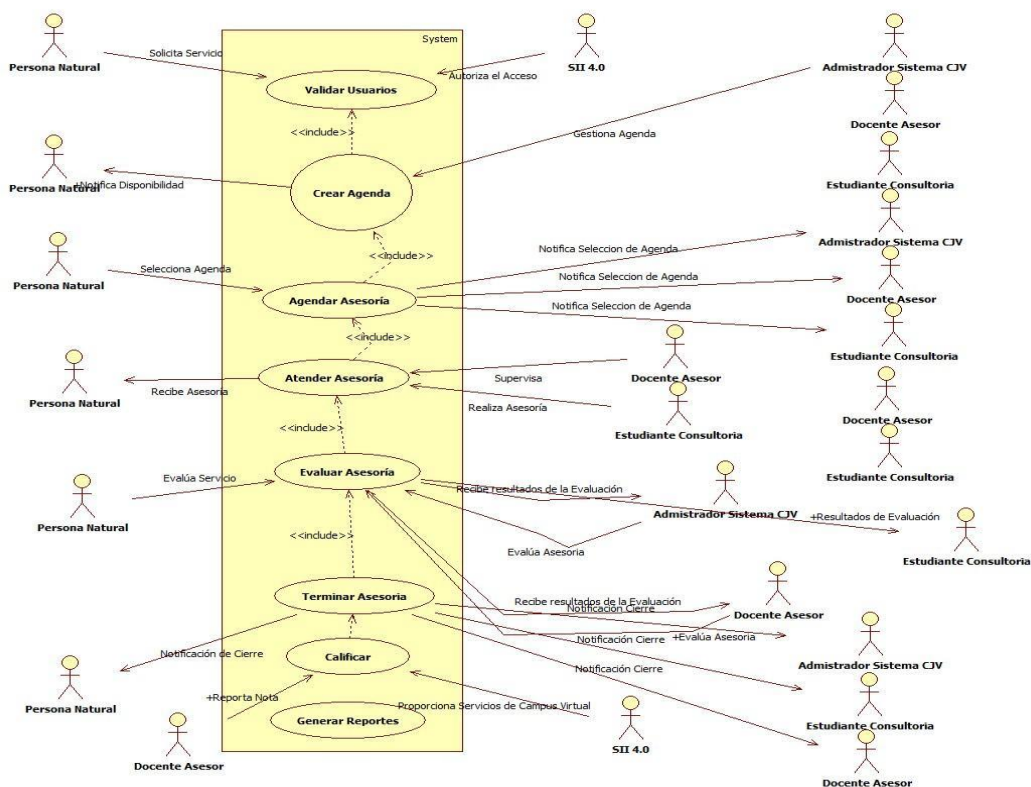 System
Persona Natural
Solicita Servicio
Validar Usuarios
Autoriza el Acceso
SII 4.0
Admistrador Sistema CJV
Docente Asesor
<<include>>
Gestiona Agenda
Persona Natural
+Notifica Disponibilidad
Crear Agenda
Estudiante Consultoria
<<include>>
Notifica Seleccion de Agenda
Admistrador Sistema CJV
Persona Natural
Selecciona Agenda
Agendar Asesoría
Notifica Seleccion de Agenda
Docente Asesor
Notifica Seleccion de Agenda
Estudiante Consultoria
<<include>>
Persona Natural
Recibe Asesoría
Atender Asesoría
Supervisa
Docente Asesor
Realiza Asesoría
Estudiante Consultoria
Docente Asesor
Estudiante Consultoria
<<include>>
Persona Natural
Evalúa Servicio
Evaluar Asesoría
Recibe resultados de la Evaluación
Admistrador Sistema CJV
+Resultados de Evaluación
Estudiante Consultoria
Evalúa Asesoria
<<include>>
Terminar Asesoria
Recibe resultados de la Evaluación
Notificación Cierre
Docente Asesor
Notificación Cierre
+Evalúa Asesoria
Admistrador Sistema CJV
Persona Natural
Notificación de Cierre
Calificar
Notificación Cierre
Estudiante Consultoria
+Reporta Nota
Proporciona Servicios de Campus Virtual
Generar Reportes
Docente Asesor
SII 4.0
Docente Asesor